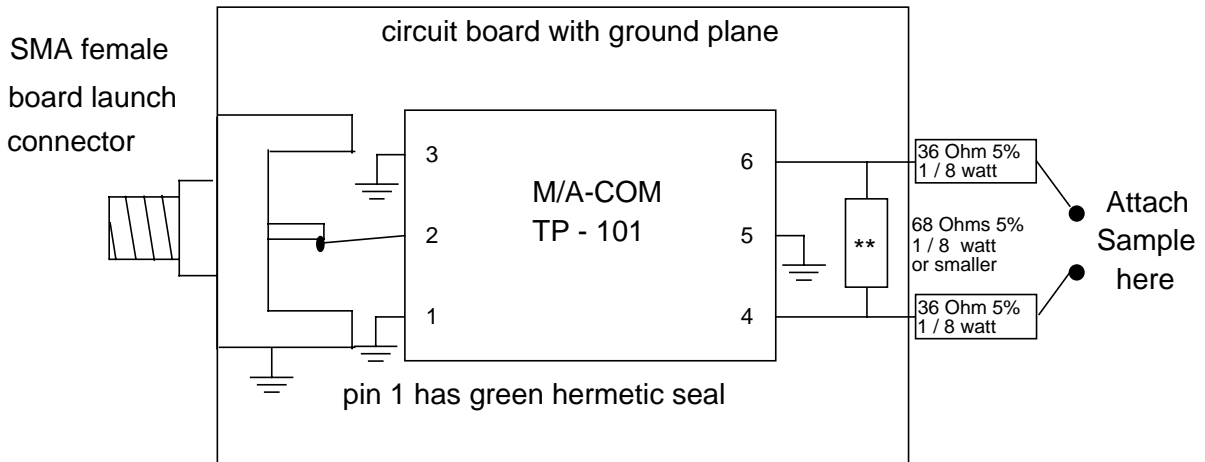 circuit board with ground plane
SMA female
board launch
connector
3
2
1
M/A-COM
TP - 101
6
5
4
**
36 Ohm 5%
1 / 8 watt
68 Ohms 5%
1 / 8 watt
or smaller
36 Ohm 5%
1 / 8 watt
Attach
Sample
here
pin 1 has green hermetic seal